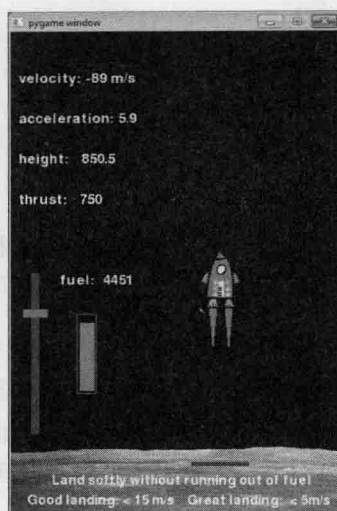 pygame window
velocity: -89 m/s
acceleration: 5.9
height: 850.5
thrust: 750
fuel: 4451
Land softly without running out of fuel
Good landing: < 15 m/s Great landing: < 5m/s